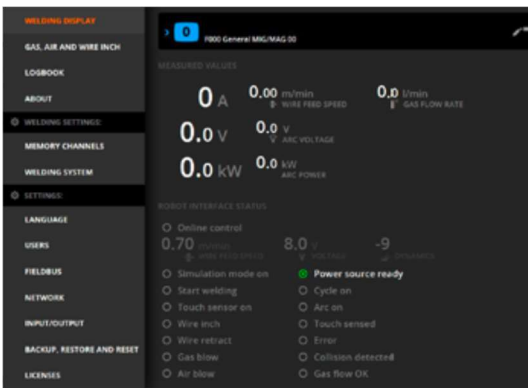 WELDING DISPLAY
GAS, AIR AND WIRE INCH
LOGBOOK
ABOUT
WELDING SETTINGS:
MEMORY CHANNELS
WELDING SYSTEM
SETTINGS:
LANGUAGE
USERS
FIELDBUS
NETWORK
INPUT/OUTPUT
BACKUP, RESTORE AND RESET
LICENSES
0 F800 General MIG/MAG 00
MEASURED VALUES
0 A 0.00 m/min 0.0 l/min
WIRE FEED SPEED GAS FLOW RATE
0.0 V 0.0 V
ARC VOLTAGE
0.0 kW 0.0 kW
ARC POWER
ROBOT INTERFACE STATUS
Online control
0.70 m/min 8.0 V -9
WIRE FEED SPEED VOLTAGE DYNAMICS
Simulation mode on Power source ready
Start welding Cycle on
Touch sensor on Arc on
Wire inch Touch sensed
Wire retract Error
Gas blow Collision detected
Air blow Gas flow OK